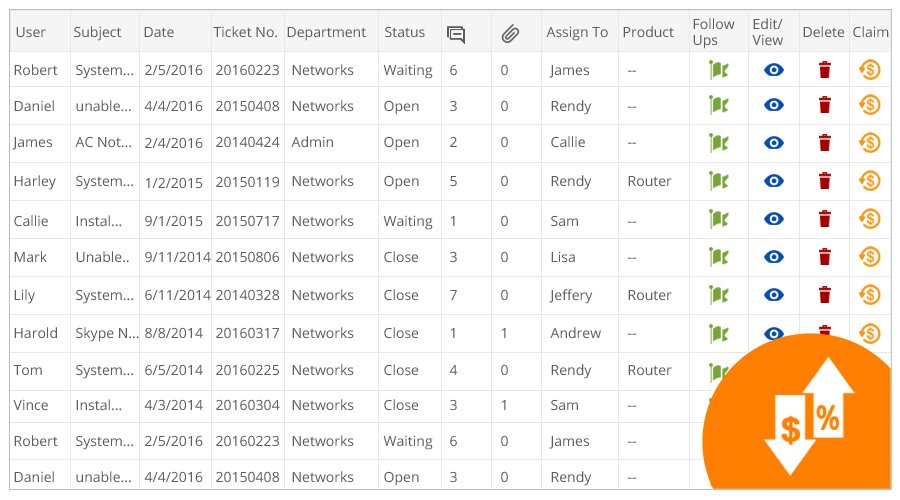 User Subject Date Ticket No. Department Status Assign To Product Follow Ups Edit/ View Delete Claim
Robert System... 2/5/2016 20160223 Networks Waiting 6 0 James --
Daniel unable... 4/4/2016 20150408 Networks Open 3 0 Rendy --
James AC Not... 2/4/2016 20140424 Admin Open 2 0 Callie --
Harley System... 1/2/2015 20150119 Networks Open 5 0 Rendy Router
Callie Instal... 9/1/2015 20150717 Networks Waiting 1 0 Sam --
Mark Unable.. 9/11/2014 20150806 Networks Close 3 0 Lisa --
Lily System... 6/11/2014 20140328 Networks Close 7 0 Jeffery Router
Harold Skype N... 8/8/2014 20160317 Networks Close 1 1 Andrew --
Tom System... 6/5/2014 20160225 Networks Close 4 0 Rendy Router
Vince Instal... 4/3/2014 20160304 Networks Close 3 1 Sam --
Robert System... 2/5/2016 20160223 Networks Waiting 6 0 James --
Daniel unable... 4/4/2016 20150408 Networks Open 3 0 Rendy --
$ %